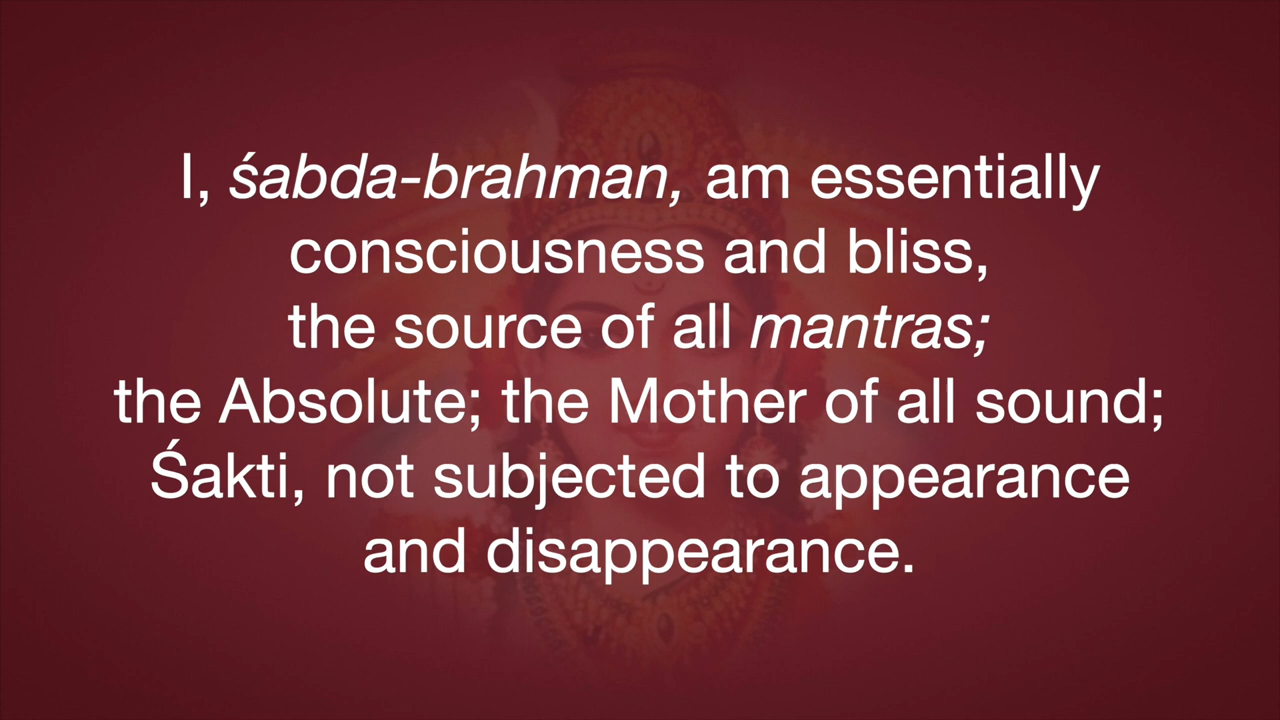 I, śabda-brahman, am essentially
consciousness and bliss,
the source of all mantras;
the Absolute; the Mother of all sound;
Śakti, not subjected to appearance
and disappearance.